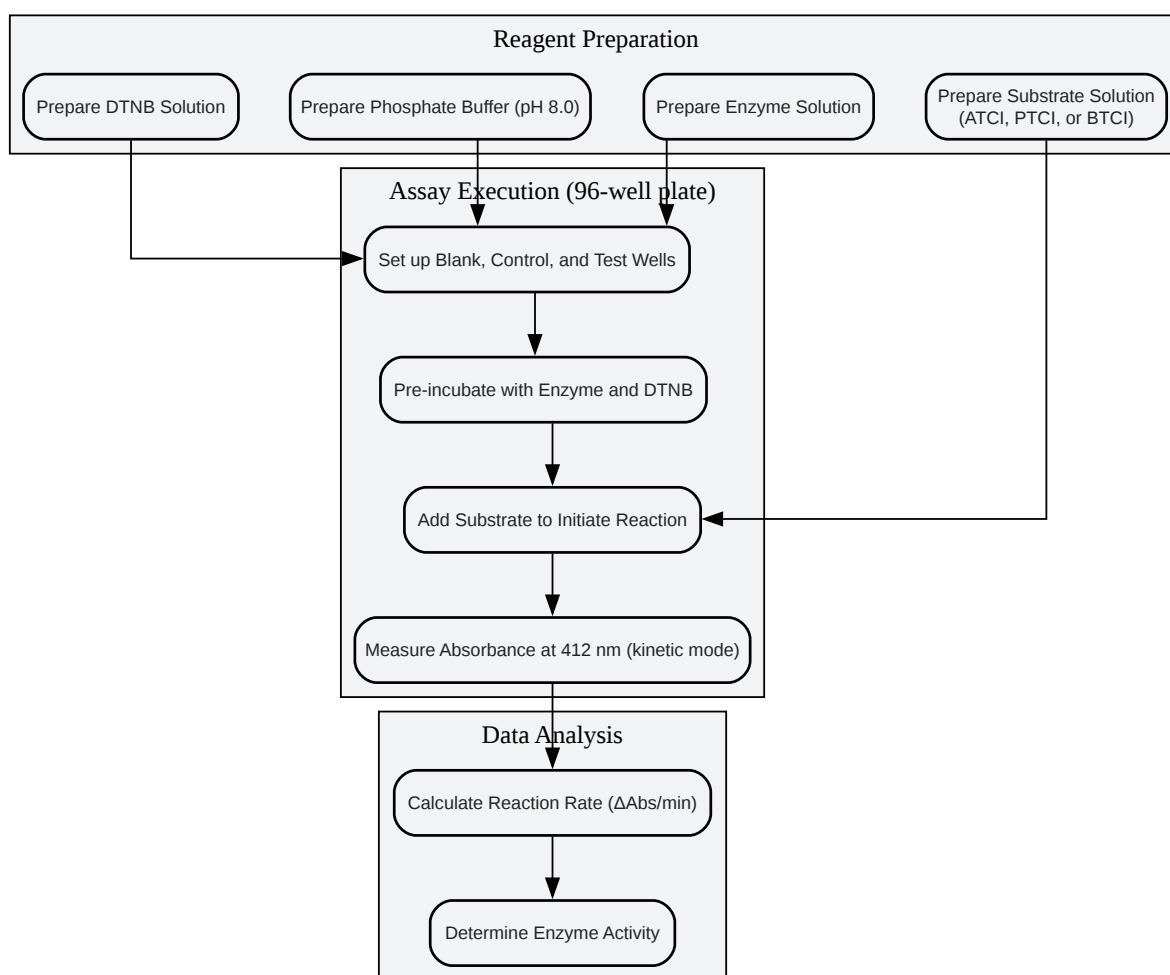 Reagent Preparation
Prepare DTNB Solution
Prepare Phosphate Buffer (pH 8.0)
Prepare Enzyme Solution
Prepare Substrate Solution
(ATCI, PTCI, or BTCI)
Assay Execution (96-well plate)
Set up Blank, Control, and Test Wells
Pre-incubate with Enzyme and DTNB
Add Substrate to Initiate Reaction
Measure Absorbance at 412 nm (kinetic mode)
Data Analysis
Calculate Reaction Rate (ΔAbs/min)
Determine Enzyme Activity